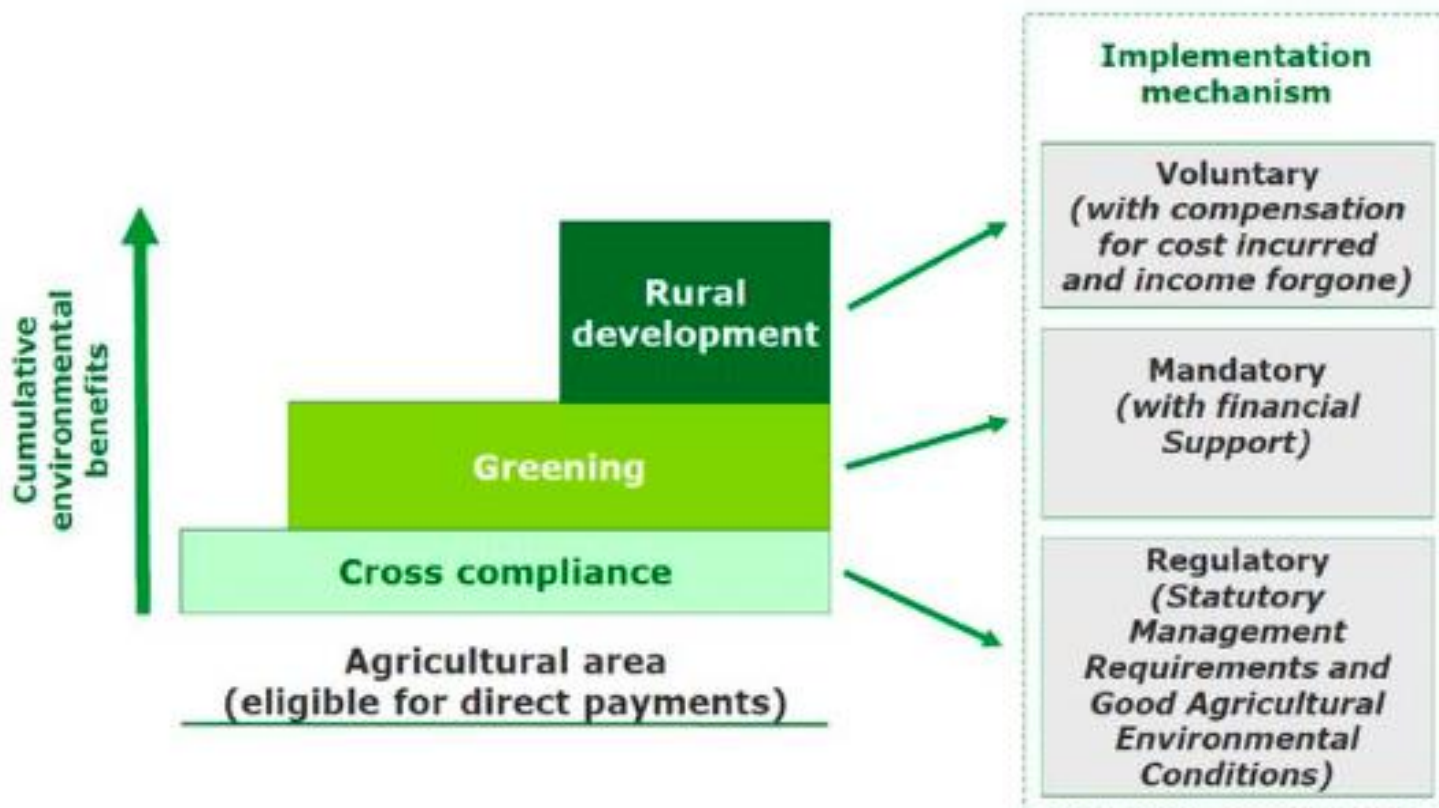 Cumulative
environmental
benefits
Rural
development
Greening
Cross compliance
Agricultural area
(eligible for direct payments)
Implementation
mechanism
Voluntary
(with compensation
for cost incurred
and income forgone)
Mandatory
(with financial
Support)
Regulatory
(Statutory
Management
Requirements and
Good Agricultural
Environmental
Conditions)